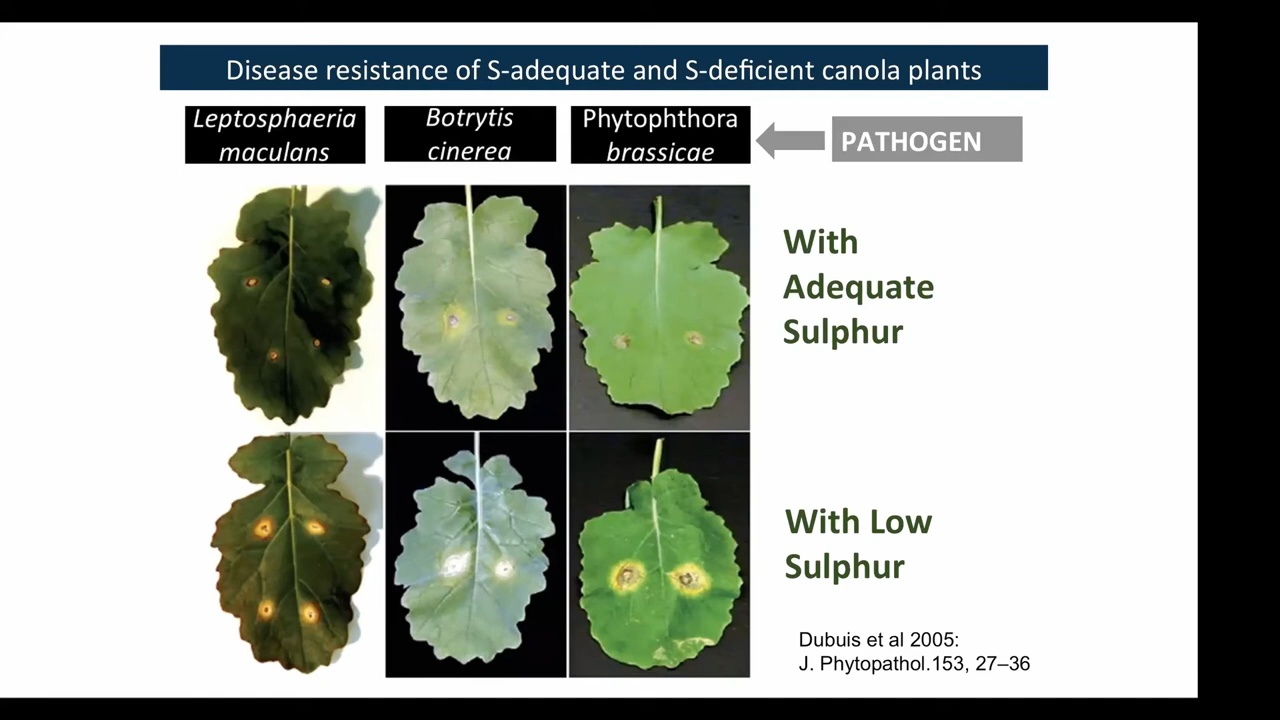 Disease resistance of S-adequate and S-deficient canola plants
Leptosphaeria
maculans
Botrytis
cinerea
Phytophthora
brassicae
PATHOGEN
With
Adequate
Sulphur
With Low
Sulphur
Dubuis et al 2005:
J. Phytopathol.153, 27–36